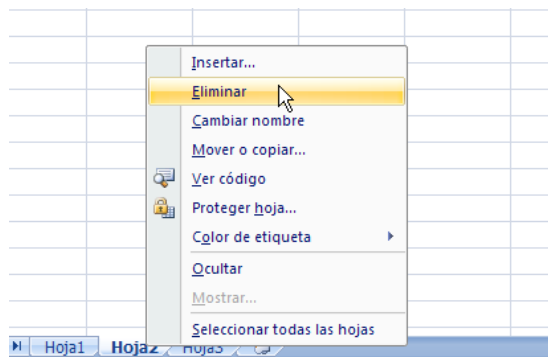 Insertar...
Eliminar
Cambiar nombre
Mover o copiar...
Ver código
Proteger hoja...
Color de etiqueta
Ocultar
Mostrar...
Seleccionar todas las hojas
Hoja1 Hoja2 Hoja3